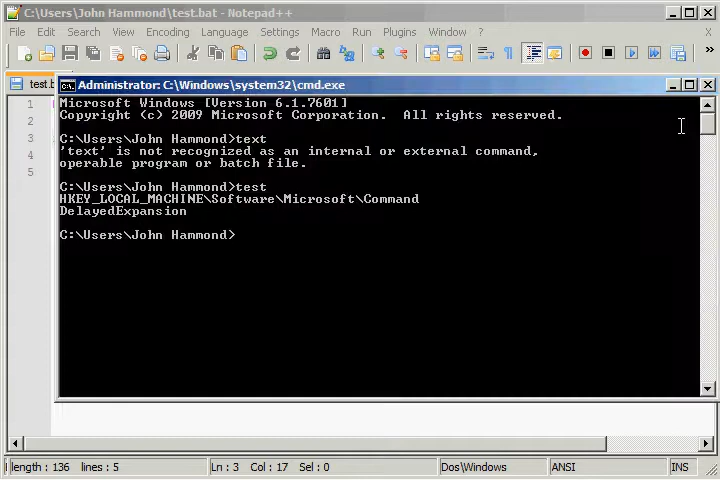 C:\Users\John Hammond\test.bat - Notepad++
File Edit Search View Encoding Language Settings Macro Run Plugins Window ?
test.b
Administrator: C:\Windows\system32\cmd.exe
1
2
3
4
5
Microsoft Windows [Version 6.1.7601]
Copyright (c) 2009 Microsoft Corporation.  All rights reserved.
C:\Users\John Hammond>text
'text' is not recognized as an internal or external command,
operable program or batch file.
C:\Users\John Hammond>test
HKEY_LOCAL_MACHINE\Software\Microsoft\Command
DelayedExpansion
C:\Users\John Hammond>
length : 136 lines : 5 Ln : 3 Col : 17 Sel : 0 Dos\Windows ANSI INS